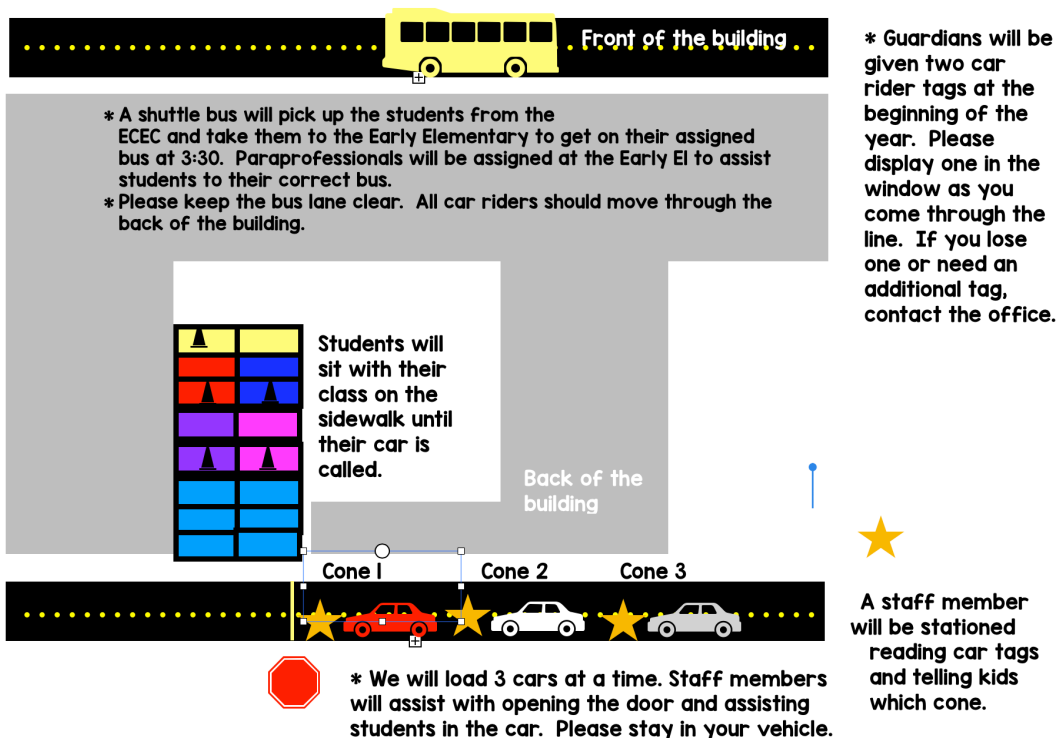 Front of the building
* A shuttle bus will pick up the students from the
ECEC and take them to the Early Elementary to get on their assigned
bus at 3:30. Paraprofessionals will be assigned at the Early El to assist
students to their correct bus.
* Please keep the bus lane clear. All car riders should move through the
back of the building.
* Guardians will be
given two car
rider tags at the
beginning of the
year. Please
display one in the
window as you
come through the
line. If you lose
one or need an
additional tag,
contact the office.
Students will
sit with their
class on the
sidewalk until
their car is
called.
Back of the
building
Cone 1
Cone 2
Cone 3
A staff member
will be stationed
reading car tags
and telling kids
which cone.
* We will load 3 cars at a time. Staff members
will assist with opening the door and assisting
students in the car. Please stay in your vehicle.